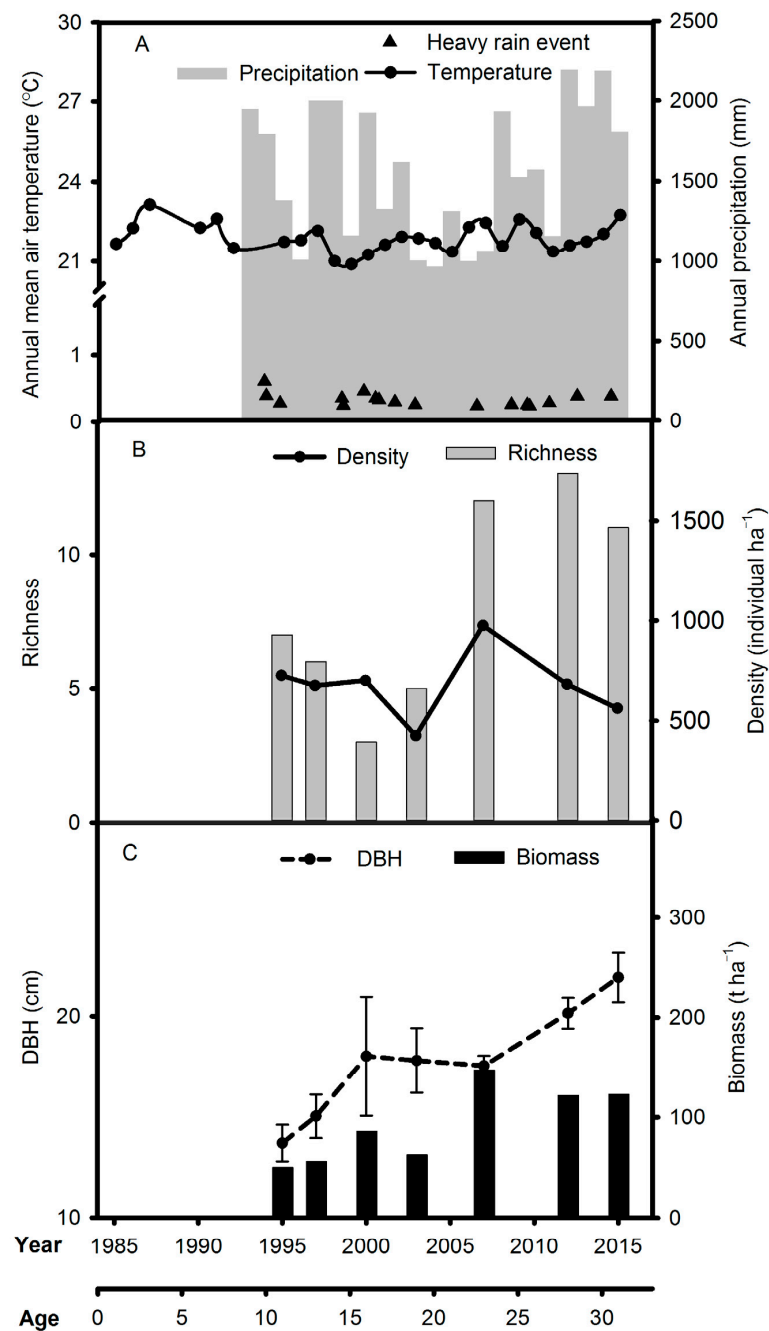 A
Heavy rain event
Precipitation Temperature
Annual mean air temperature (°C)
30
27
24
21
1
0
Annual precipitation (mm)
2500
2000
1500
1000
500
0
B
Density Richness
Richness
10
5
0
0
Density (individual ha⁻¹)
1500
1000
500
0
C
DBH Biomass
DBH (cm)
20
10
Biomass (t ha⁻¹)
300
200
100
0
Year 1985 1990 1995 2000 2005 2010 2015
Age 0 5 10 15 20 25 30